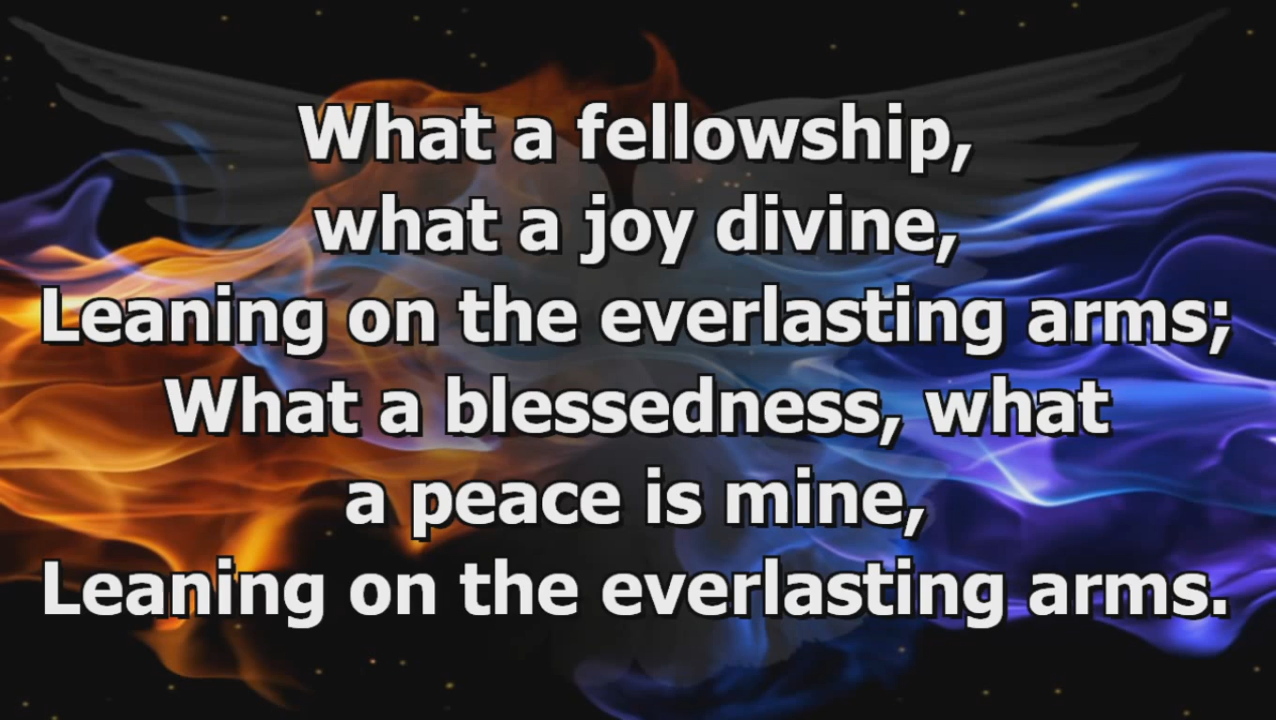 What a fellowship,
what a joy divine,
Leaning on the everlasting arms;
What a blessedness, what
a peace is mine,
Leaning on the everlasting arms.